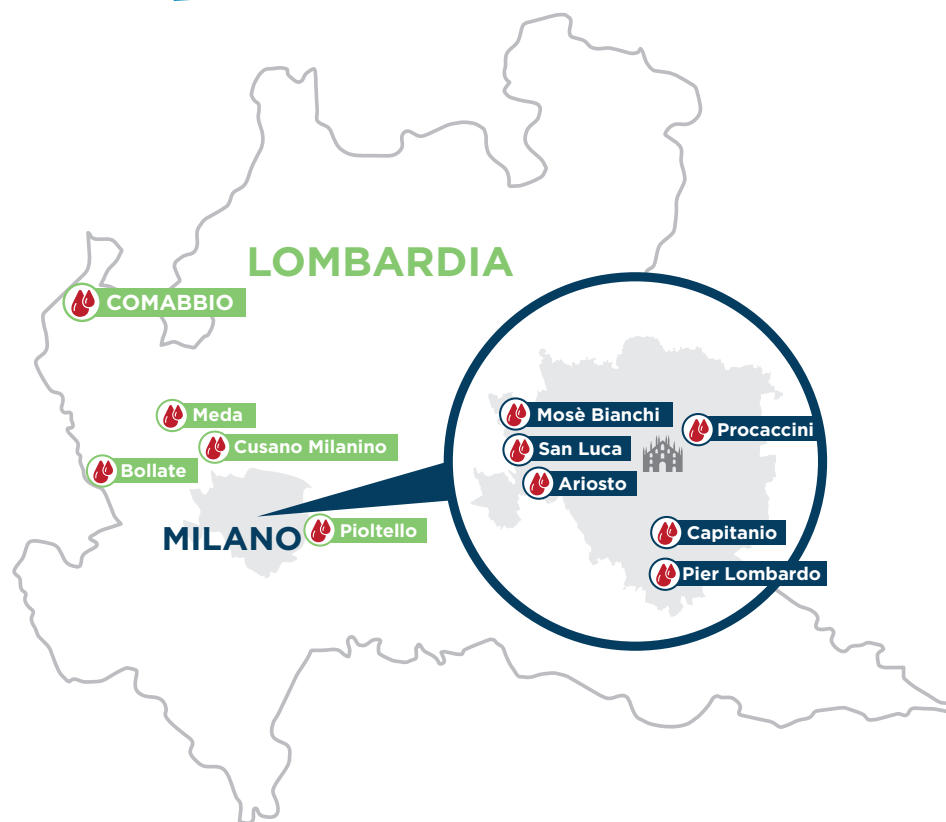 LOMBARDIA
COMABBIO
Meda
Cusano Milanino
Bollate
MILANO
Pioltello
Mosè Bianchi
Procaccini
San Luca
Ariosto
Capitanio
Pier Lombardo